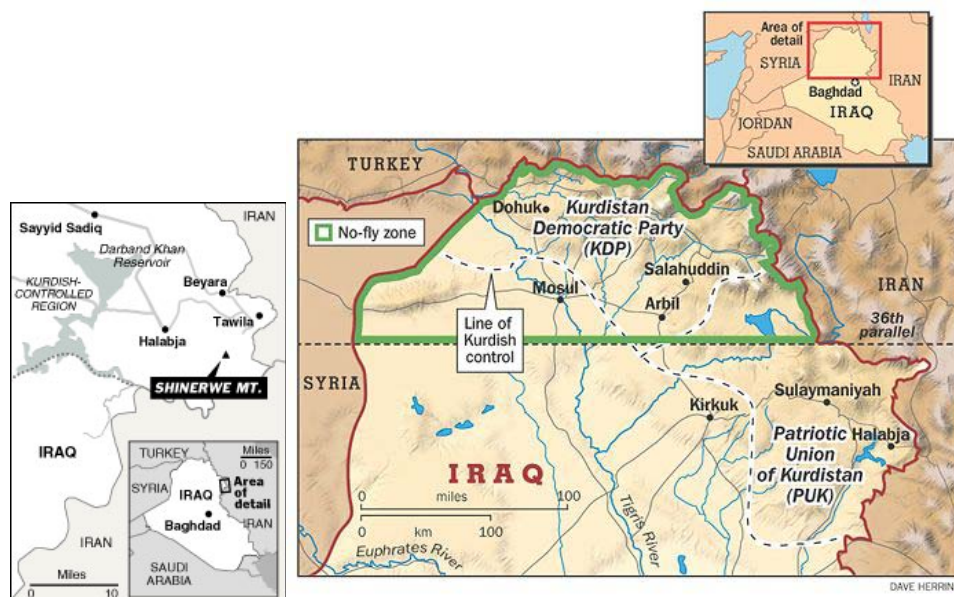 IRAN
Sayyid Sadiq
Darband Khan
Reservoir
KURDISH-
CONTROLLED
REGION
Beyara
Tawila
Halabja
SHINERWE MT.
IRAQ
IRAN
Miles
0 10
TURKEY
Miles
0 150
SYRIA
IRAQ
Area of
detail
Baghdad
IRAN
SAUDI
ARABIA
Area of
detail
SYRIA
IRAN
Baghdad
IRAQ
JORDAN
SAUDI ARABIA
TURKEY
No-fly zone
Dohuk
Kurdistan
Democratic Party
(KDP)
Salahuddin
Mosul
Arbil
IRAN
Line of
Kurdish
control
36th
parallel
SYRIA
Kirkuk
Sulaymaniyah
Halabja
Patriotic
Union
of Kurdistan
(PUK)
IRAQ
0 100
miles
0 100
km
Tigris River
Euphrates River
DAVE HERRIN